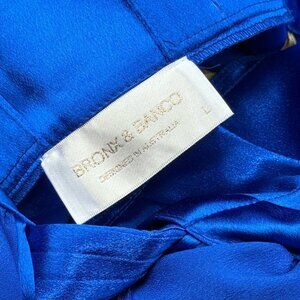 BRONX & BANCO
DESIGNED IN AUSTRALIA
L